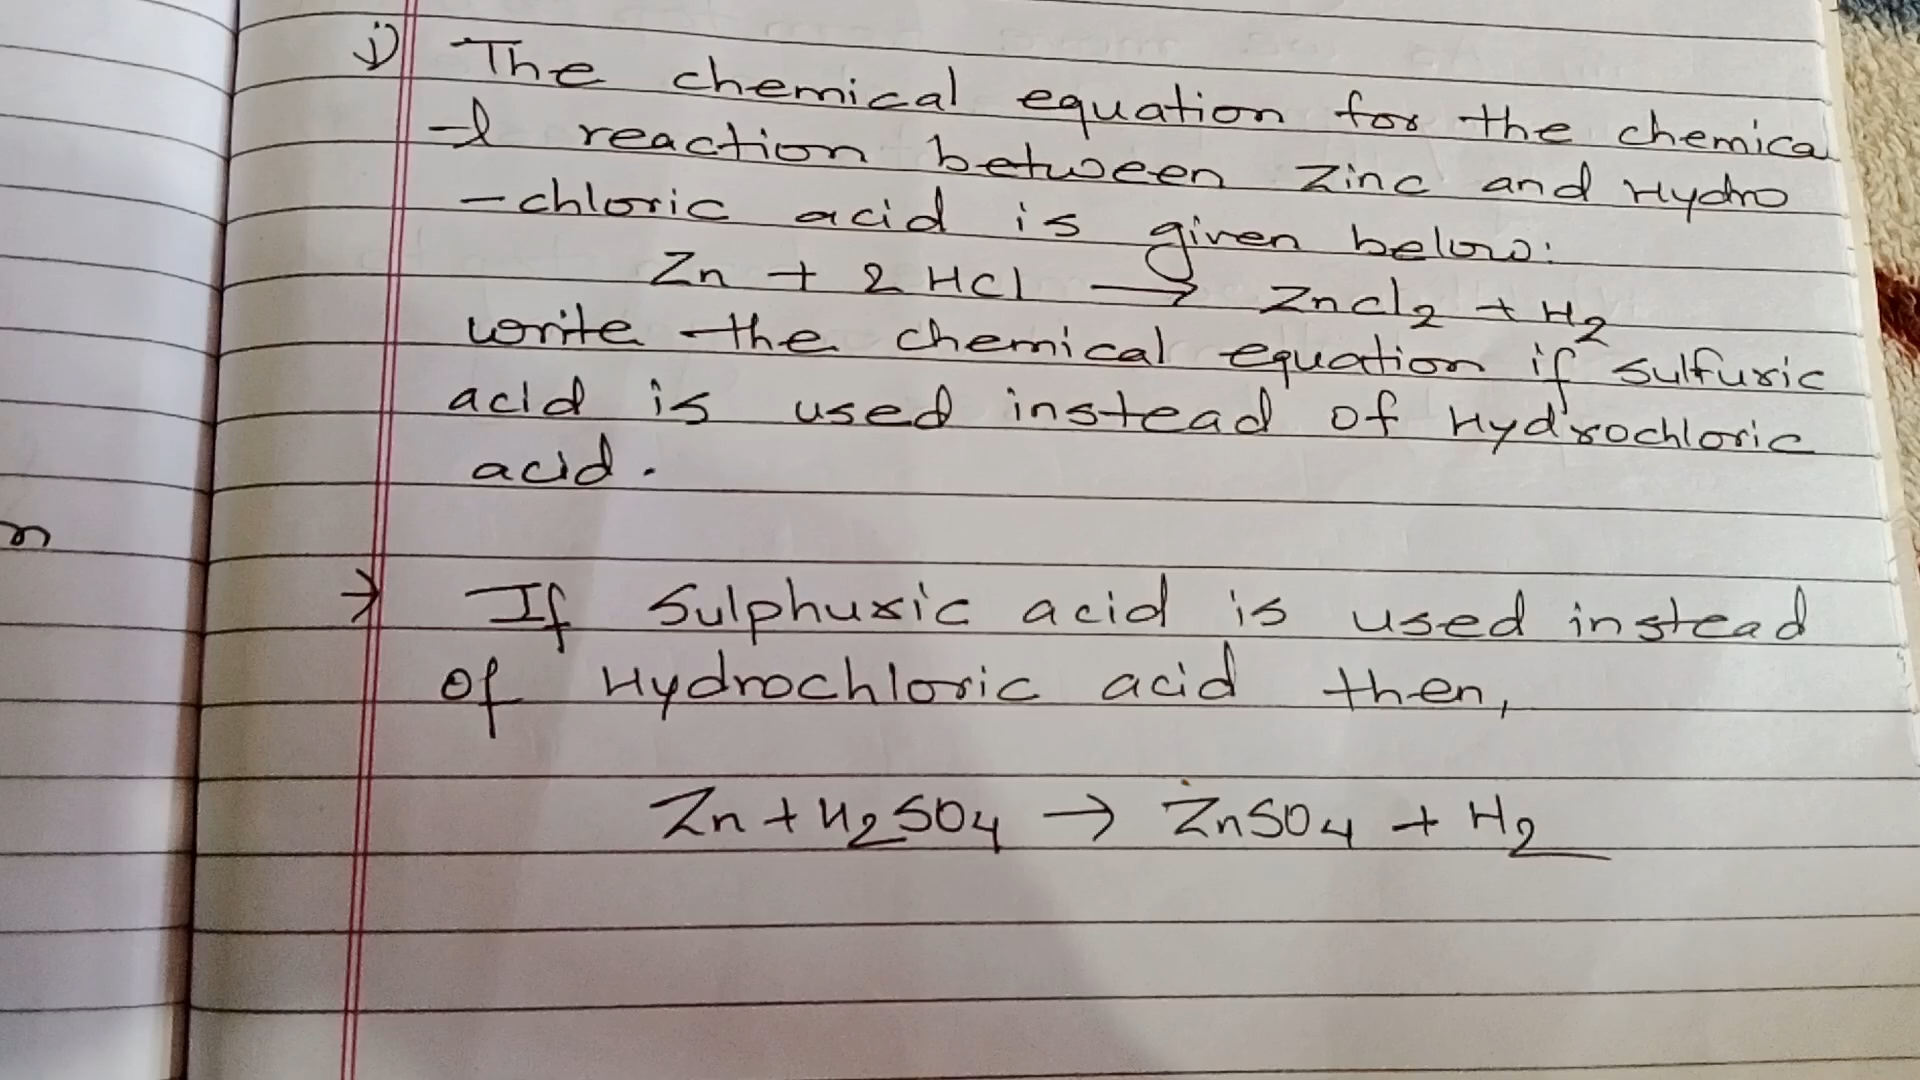 i) The chemical equation for the chemica
-l reaction between Zinc and Hydro
-chloric acid is given below:
Zn + 2 HCl → ZnCl2 + H2
write the chemical equation if sulfuric
acid is used instead of Hydrochloric
acid.
→ If Sulphuric acid is used instead
of Hydrochloric acid then,
Zn + H2SO4 → ZnSO4 + H2